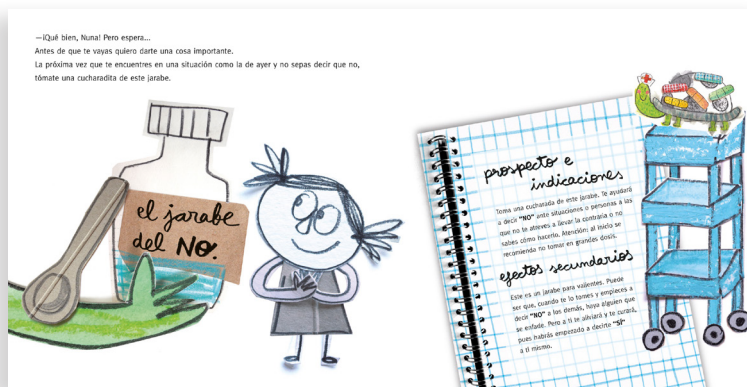 —¡Qué bien, Nuna! Pero espera...
Antes de que te vayas quiero darte una cosa importante.
La próxima vez que te encuentres en una situación como la de ayer y no sepas decir que no,
tómate una cucharadita de este jarabe.
el jarabe
del NO.
prospecto e
indicaciones
Toma una cucharada de este jarabe. Te ayudará
a decir "NO" ante situaciones o personas a las
que no te atreves a llevar la contraria o no
sabes cómo hacerlo. Atención: al inicio se
recomienda no tomar en grandes dosis.
efectos secundarios
Este es un jarabe para valientes. Puede
ser que, cuando te lo tomes y empieces a
decir "NO" a los demás, haya alguien que
se enfade. Pero a ti te aliviará y te curará,
pues habrás empezado a decirte "SÍ"
a ti mismo.